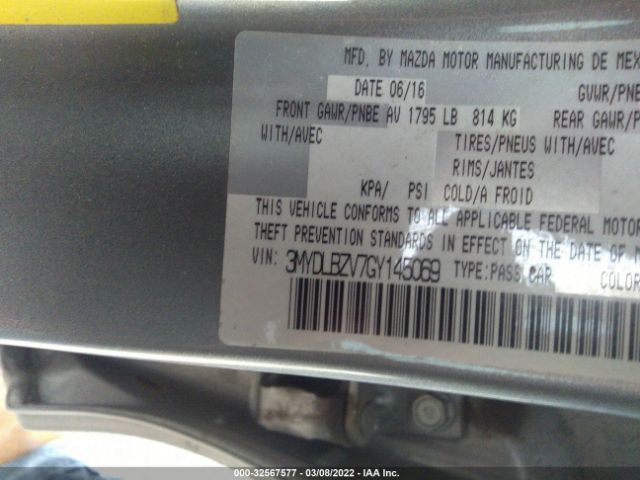 MFD. BY MAZDA MOTOR MANUFACTURING DE MEX
DATE 06/16 GVWR/PNB
FRONT GAWR/PNBE AV 1795 LB 814 KG REAR GAWR/P
WITH/AVEC TIRES/PNEUS WITH/AVEC
RIMS/JANTES
KPA/ PSI COLD/A FROID
THIS VEHICLE CONFORMS TO ALL APPLICABLE FEDERAL MOTOR
THEFT PREVENTION STANDARDS IN EFFECT ON THE DATE OF M
VIN: 3MYDLBZV7GY145069 TYPE:PASS.CAR COLOR
000-32567577 — 03/08/2022 — IAA Inc.